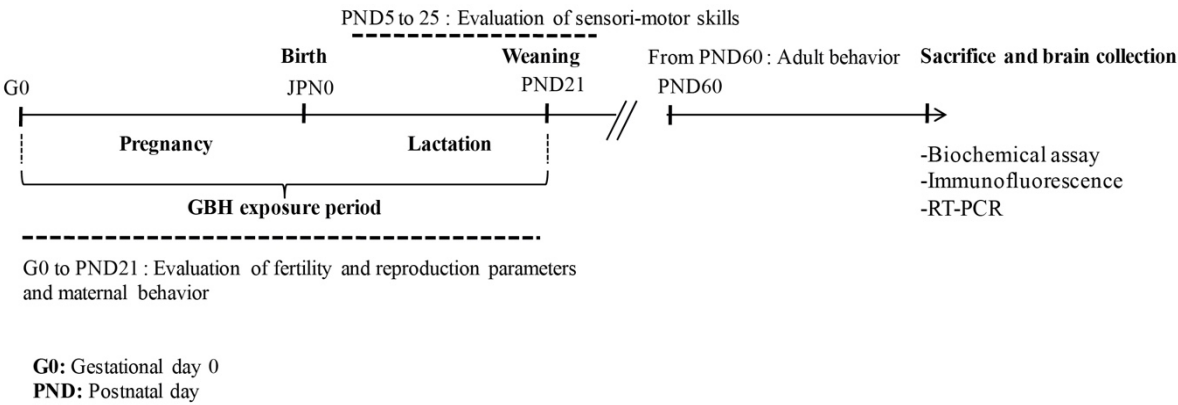 PND5 to 25 : Evaluation of sensori-motor skills
Birth
Weaning
From PND60 : Adult behavior
Sacrifice and brain collection
G0
JPN0
PND21
PND60
Pregnancy
Lactation
-Biochemical assay
-Immunofluorescence
-RT-PCR
GBH exposure period
G0 to PND21 : Evaluation of fertility and reproduction parameters
and maternal behavior
G0: Gestational day 0
PND: Postnatal day